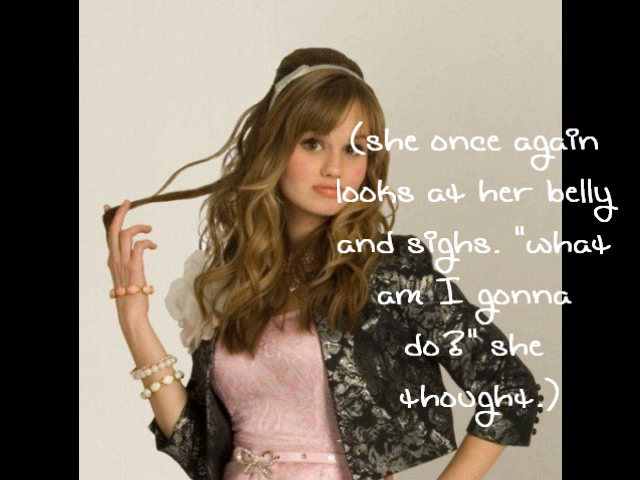 (she once again
looks at her belly
and sighs. "what
am I gonna
do?" she
thought.)